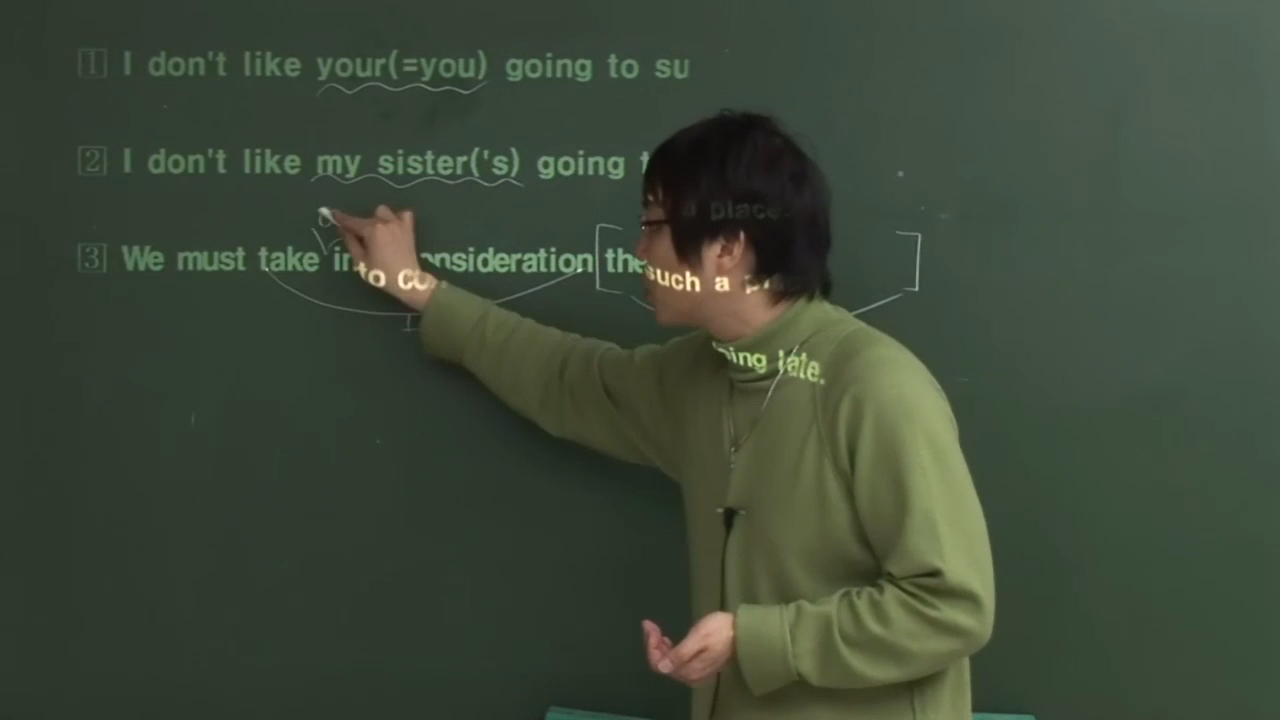 1 I don't like your(=you) going to su
2 I don't like my sister('s) going
a place.
3 We must take into consideration the
such a
late.